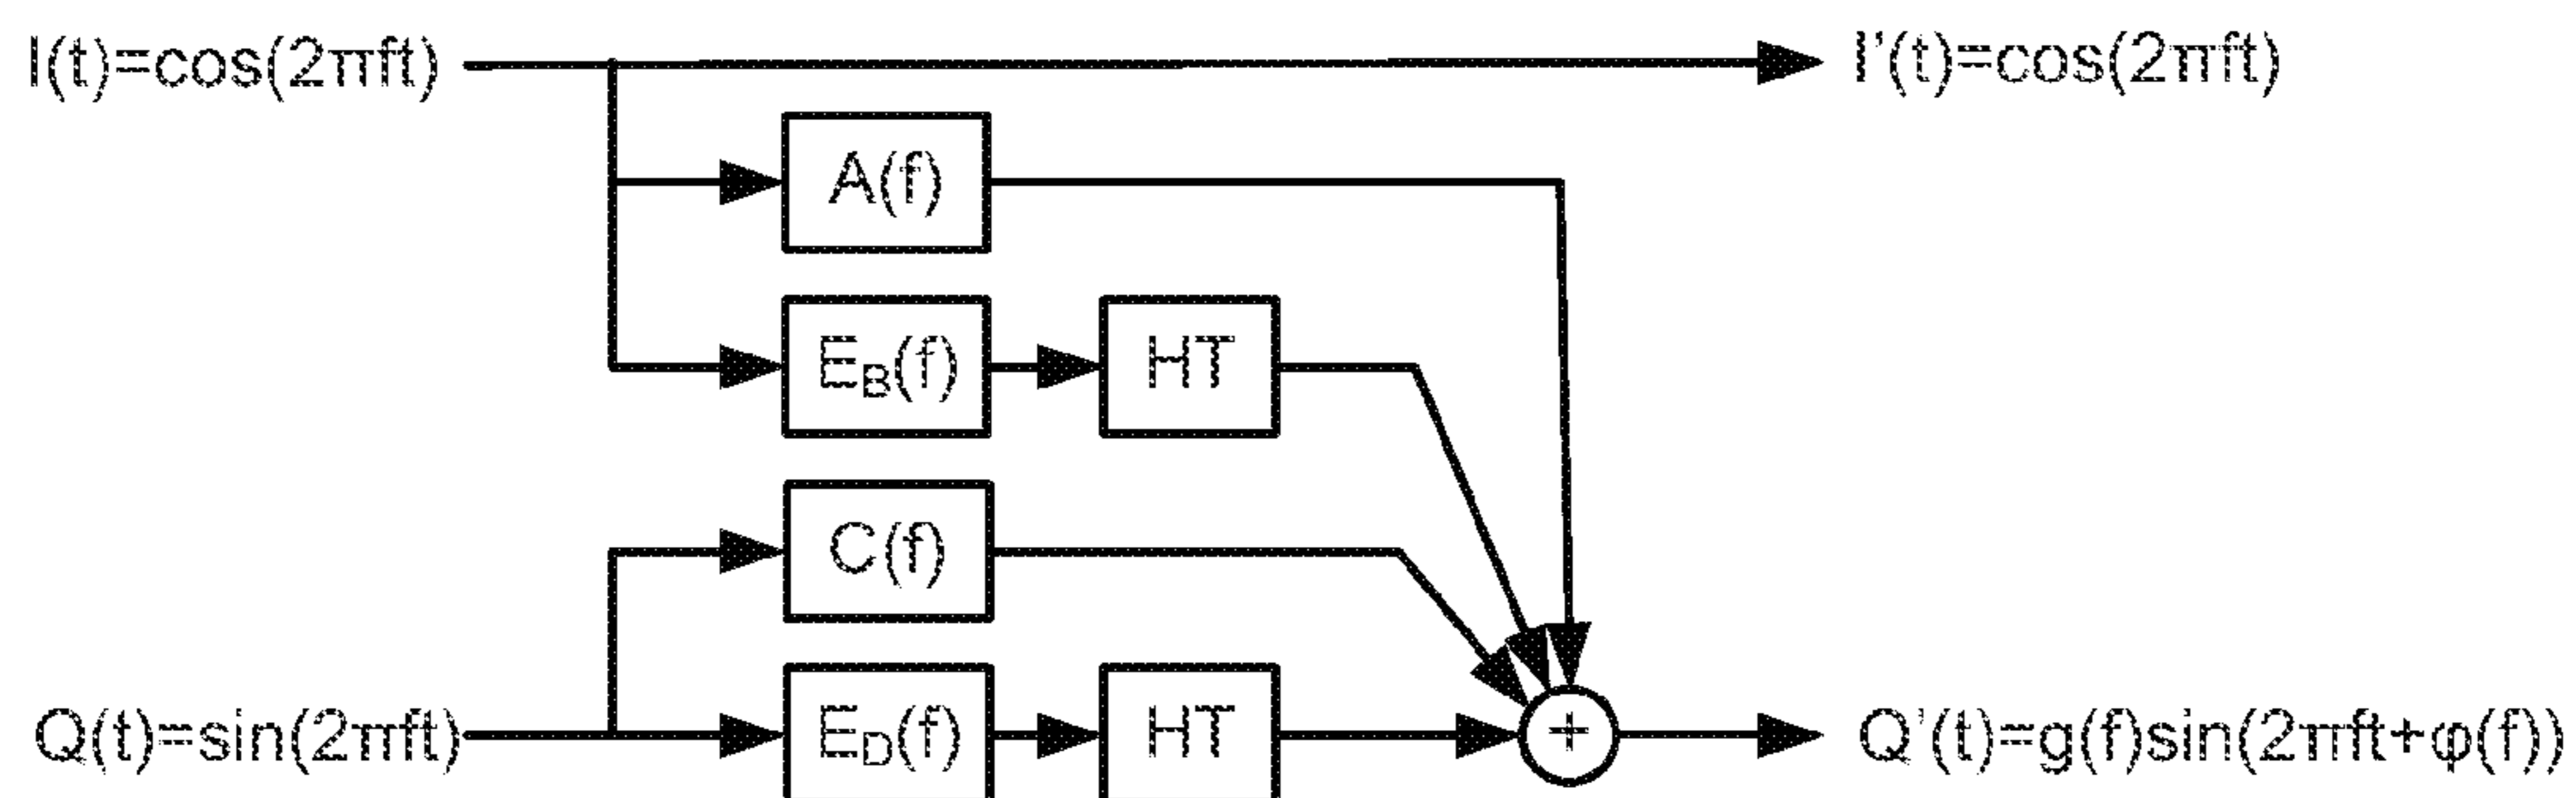 I(t)=cos(2πft)
I'(t)=cos(2πft)
A(f)
E_B(f)
HT
C(f)
Q(t)=sin(2πft)
E_D(f)
HT
+
Q'(t)=g(f)sin(2πft+φ(f))